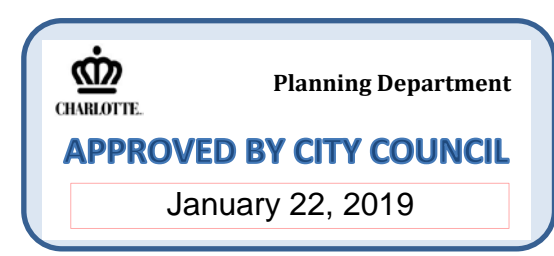 Planning Department
CHARLOTTE.
APPROVED BY CITY COUNCIL
January 22, 2019